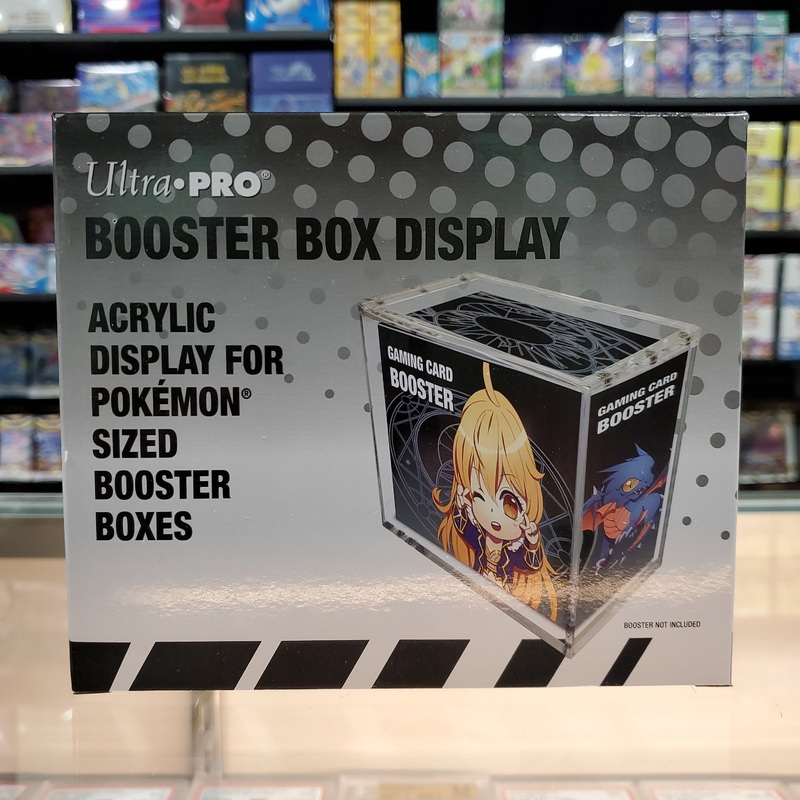 Ultra•PRO®
BOOSTER BOX DISPLAY
ACRYLIC
DISPLAY FOR
POKÉMON®
SIZED
BOOSTER
BOXES
GAMING CARD
BOOSTER
GAMING CARD
BOOSTER
BOOSTER NOT INCLUDED